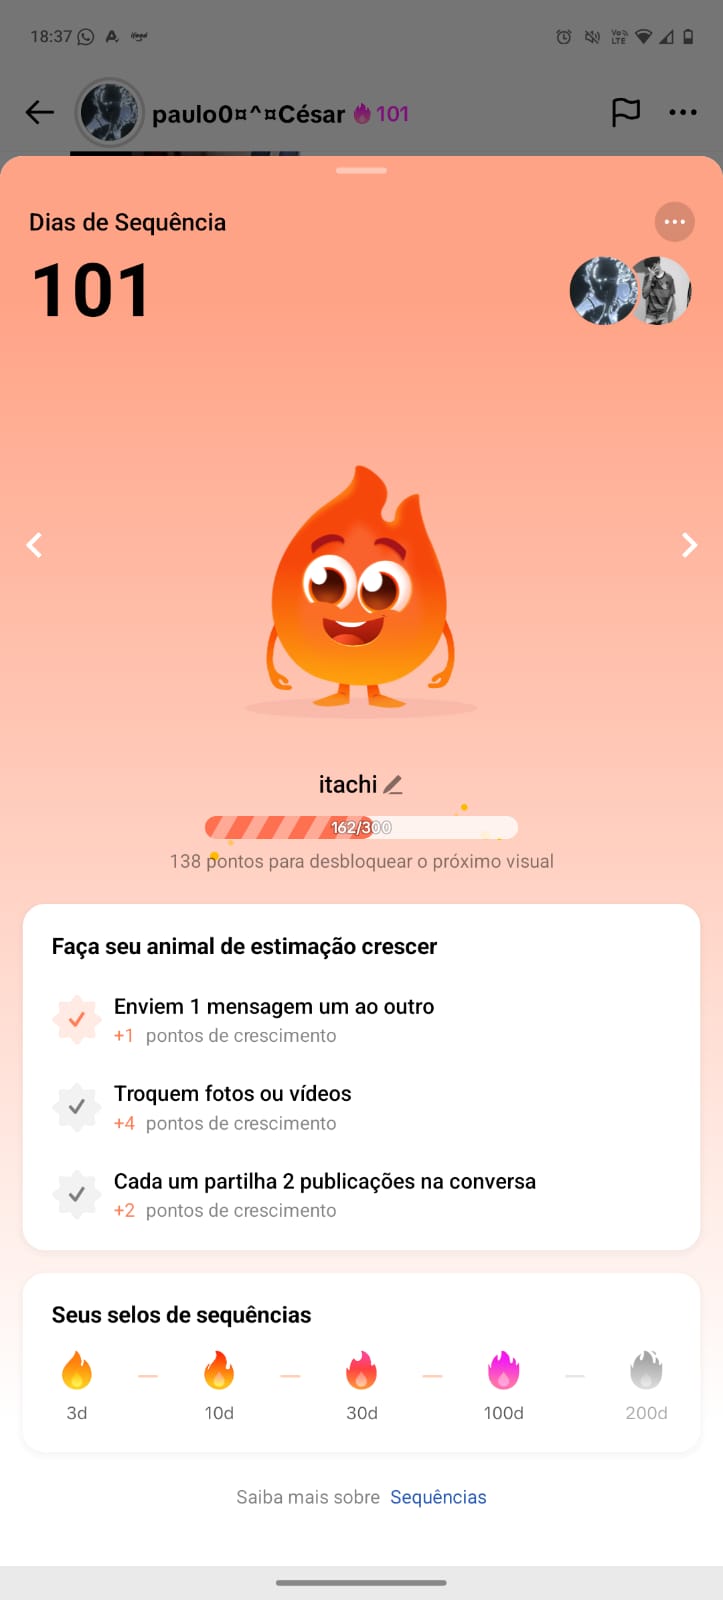 18:37
Vo LTE
paulo0¤^¤César 101
Dias de Sequência
101
itachi
162/300
138 pontos para desbloquear o próximo visual
Faça seu animal de estimação crescer
Enviem 1 mensagem um ao outro
+1 pontos de crescimento
Troquem fotos ou vídeos
+4 pontos de crescimento
Cada um partilha 2 publicações na conversa
+2 pontos de crescimento
Seus selos de sequências
3d 10d 30d 100d 200d
Saiba mais sobre Sequências